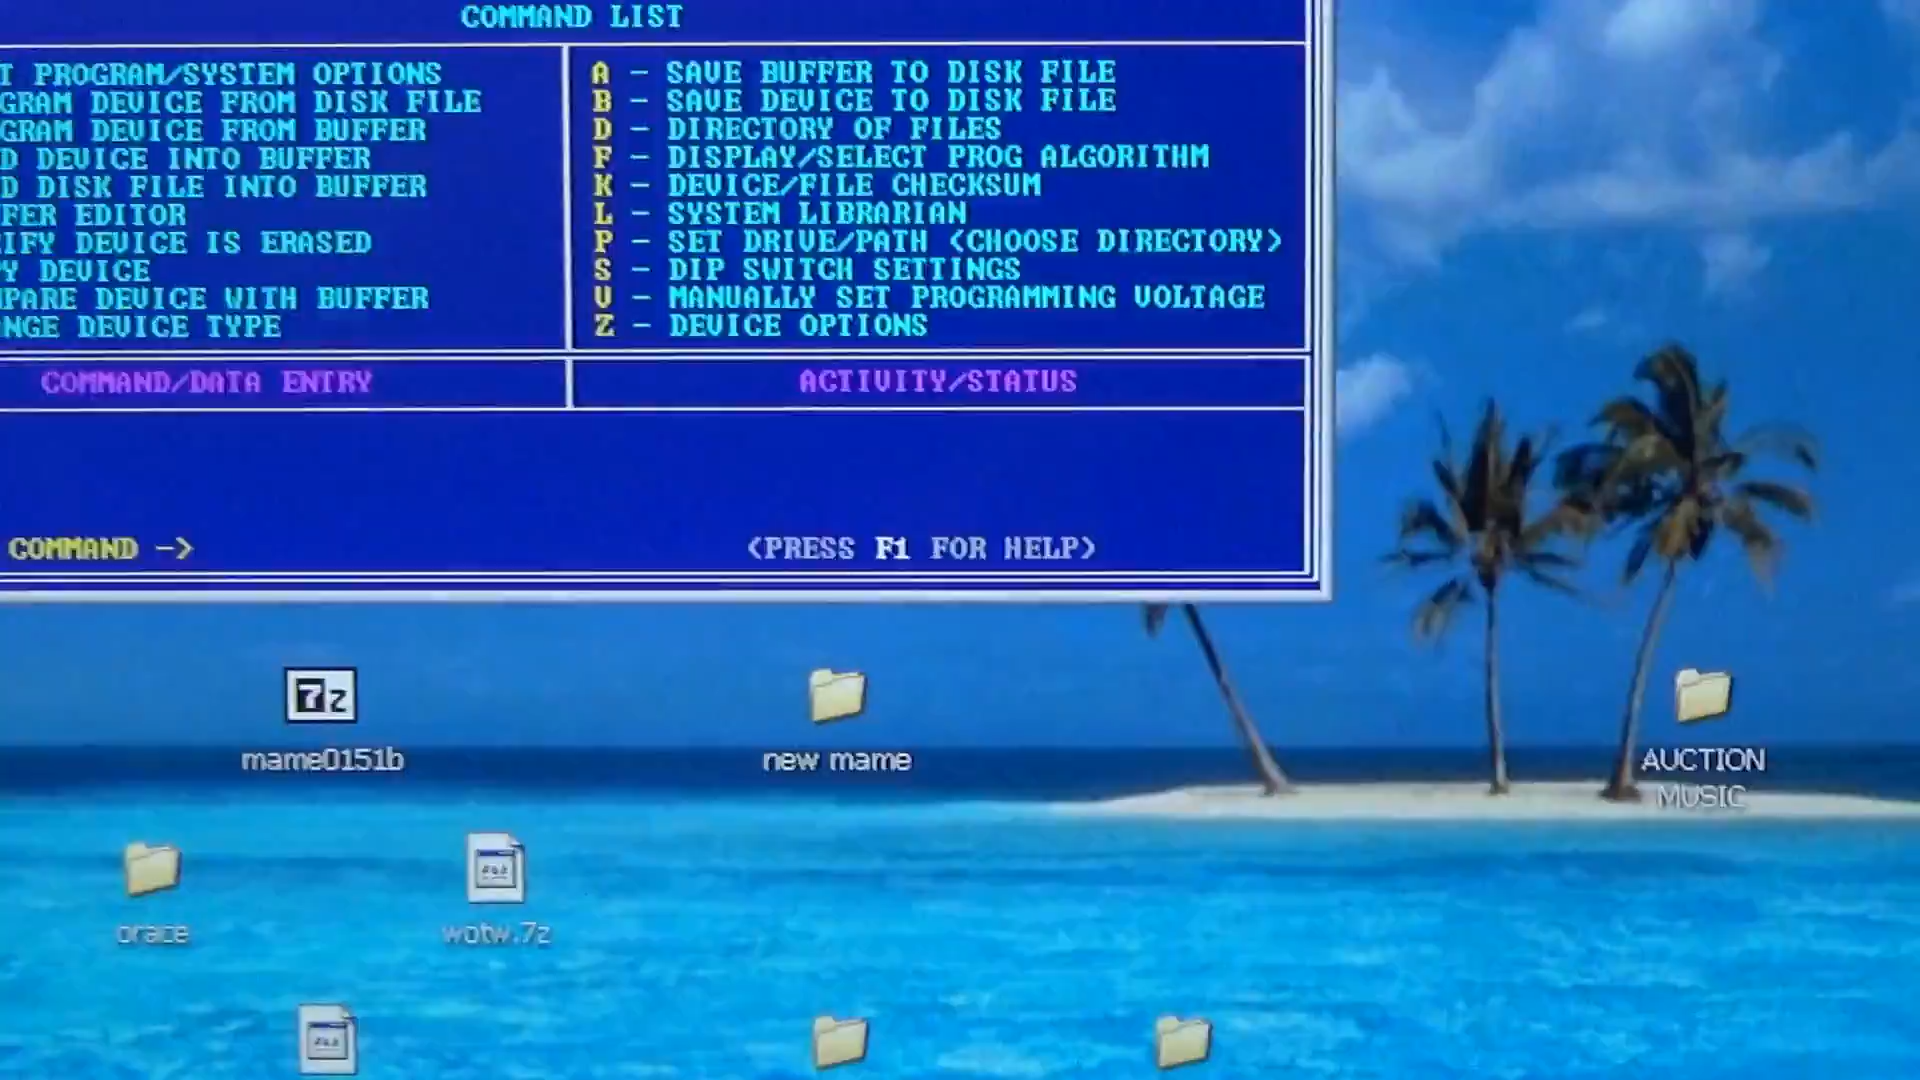 COMMAND LIST
T PROGRAM/SYSTEM OPTIONS
GRAM DEVICE FROM DISK FILE
GRAM DEVICE FROM BUFFER
D DEVICE INTO BUFFER
D DISK FILE INTO BUFFER
FER EDITOR
IFY DEVICE IS ERASED
Y DEVICE
PARE DEVICE WITH BUFFER
NGE DEVICE TYPE
A - SAVE BUFFER TO DISK FILE
B - SAVE DEVICE TO DISK FILE
D - DIRECTORY OF FILES
F - DISPLAY/SELECT PROG ALGORITHM
K - DEVICE/FILE CHECKSUM
L - SYSTEM LIBRARIAN
P - SET DRIVE/PATH <CHOOSE DIRECTORY>
S - DIP SWITCH SETTINGS
V - MANUALLY SET PROGRAMMING VOLTAGE
Z - DEVICE OPTIONS
COMMAND/DATA ENTRY
ACTIVITY/STATUS
COMMAND ->
<PRESS F1 FOR HELP>
7z
mame0151b
new mame
AUCTION
MUSIC
orace
wotw.7z